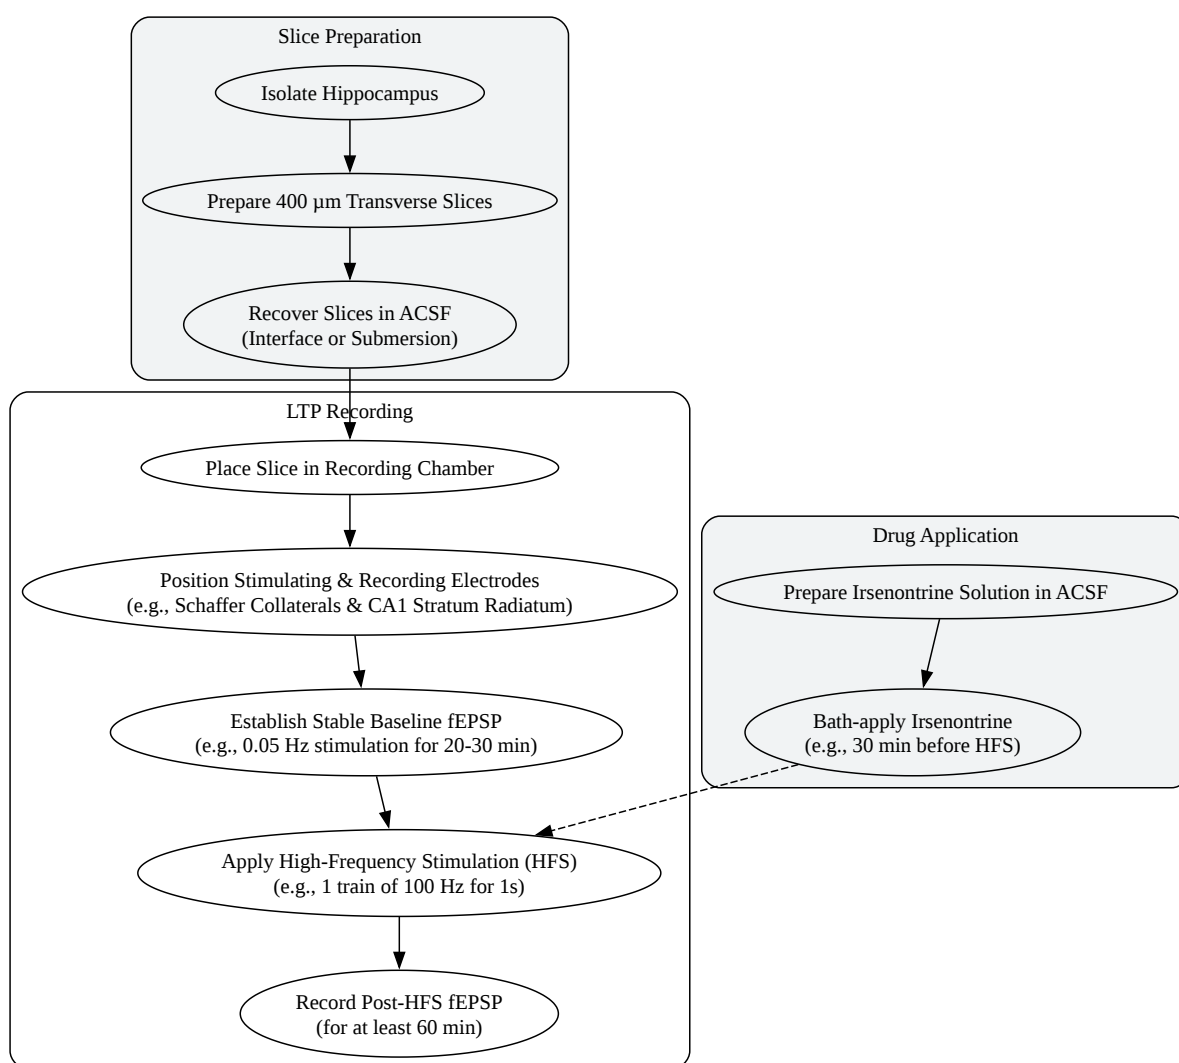 Slice Preparation
Isolate Hippocampus
Prepare 400 µm Transverse Slices
Recover Slices in ACSF
(Interface or Submersion)
LTP Recording
Place Slice in Recording Chamber
Position Stimulating & Recording Electrodes
(e.g., Schaffer Collaterals & CA1 Stratum Radiatum)
Establish Stable Baseline fEPSP
(e.g., 0.05 Hz stimulation for 20-30 min)
Apply High-Frequency Stimulation (HFS)
(e.g., 1 train of 100 Hz for 1s)
Record Post-HFS fEPSP
(for at least 60 min)
Drug Application
Prepare Irsenontrine Solution in ACSF
Bath-apply Irsenontrine
(e.g., 30 min before HFS)